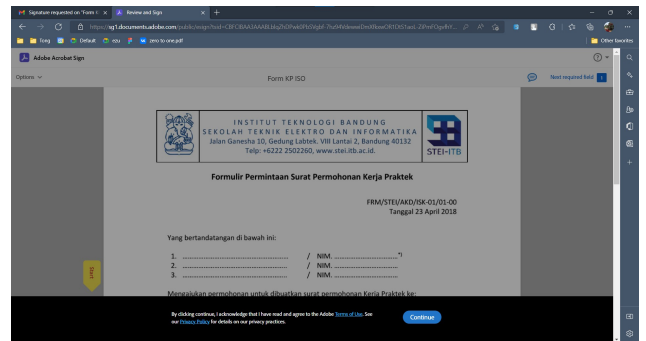 Signature requested on "Form K
Review and Sign
sg1.documents.adobe.com/public/
Tong
Default
ezu
zero to one.pdf
Other favorites
Adobe Acrobat Sign
Options
Form KP ISO
Next required field
INSTITUT TEKNOLOGI BANDUNG
SEKOLAH TEKNIK ELEKTRO DAN INFORMATIKA
Jalan Ganesha 10, Gedung Labtek. VIII Lantai 2, Bandung 40132
Telp: +6222 2502260, www.stei.itb.ac.id.
STEI-ITB
Formulir Permintaan Surat Permohonan Kerja Praktek
FRM/STEI/AKD/ISK-01/01-00
Tanggal 23 April 2018
Yang bertandatangan di bawah ini:
1. ................................................ / NIM. .............................*)
2. ................................................ / NIM. .............................
3. ................................................ / NIM. .............................
Start
Mengajukan permohonan untuk dibuatkan surat permohonan Kerja Praktek ke:
By clicking continue, I acknowledge that I have read and agree to the Adobe Terms of Use. See
our Privacy Policy for details on our privacy practices.
Continue